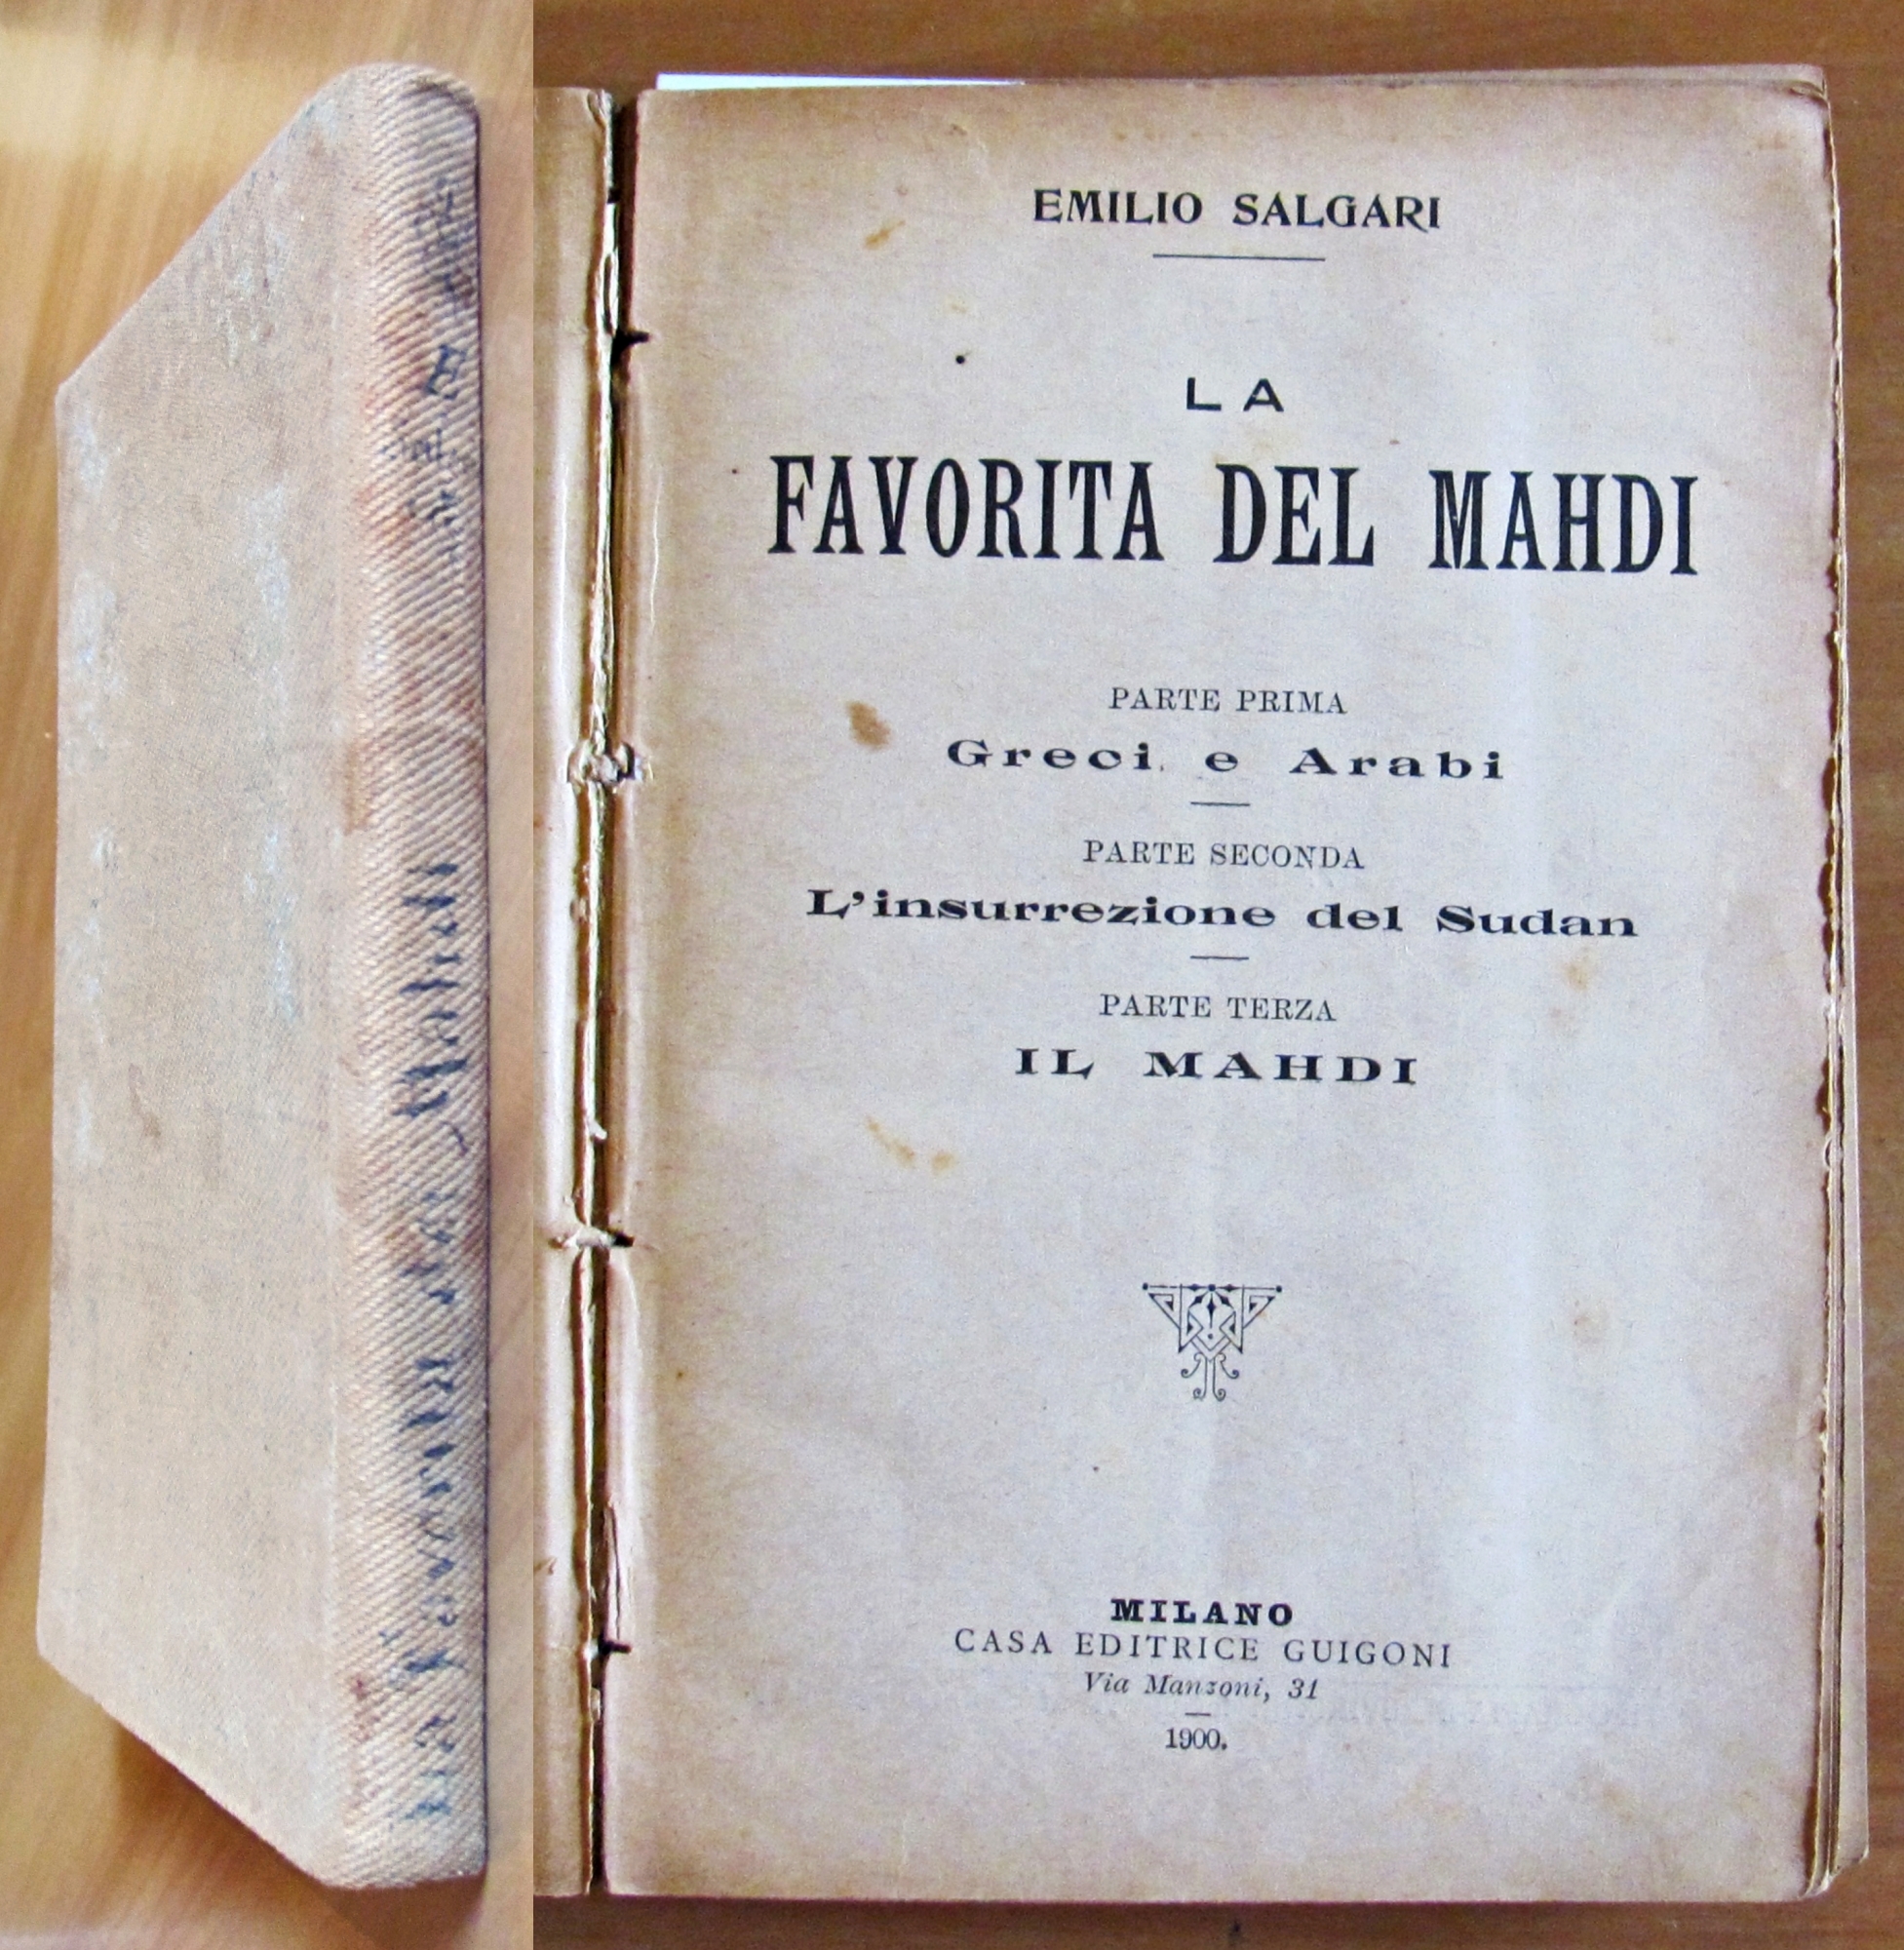 EMILIO SALGARI
LA
FAVORITA DEL MAHDI
PARTE PRIMA
Greci e Arabi
PARTE SECONDA
L'insurrezione del Sudan
PARTE TERZA
IL MAHDI
MILANO
CASA EDITRICE GUIGONI
Via Manzoni, 31
1900.